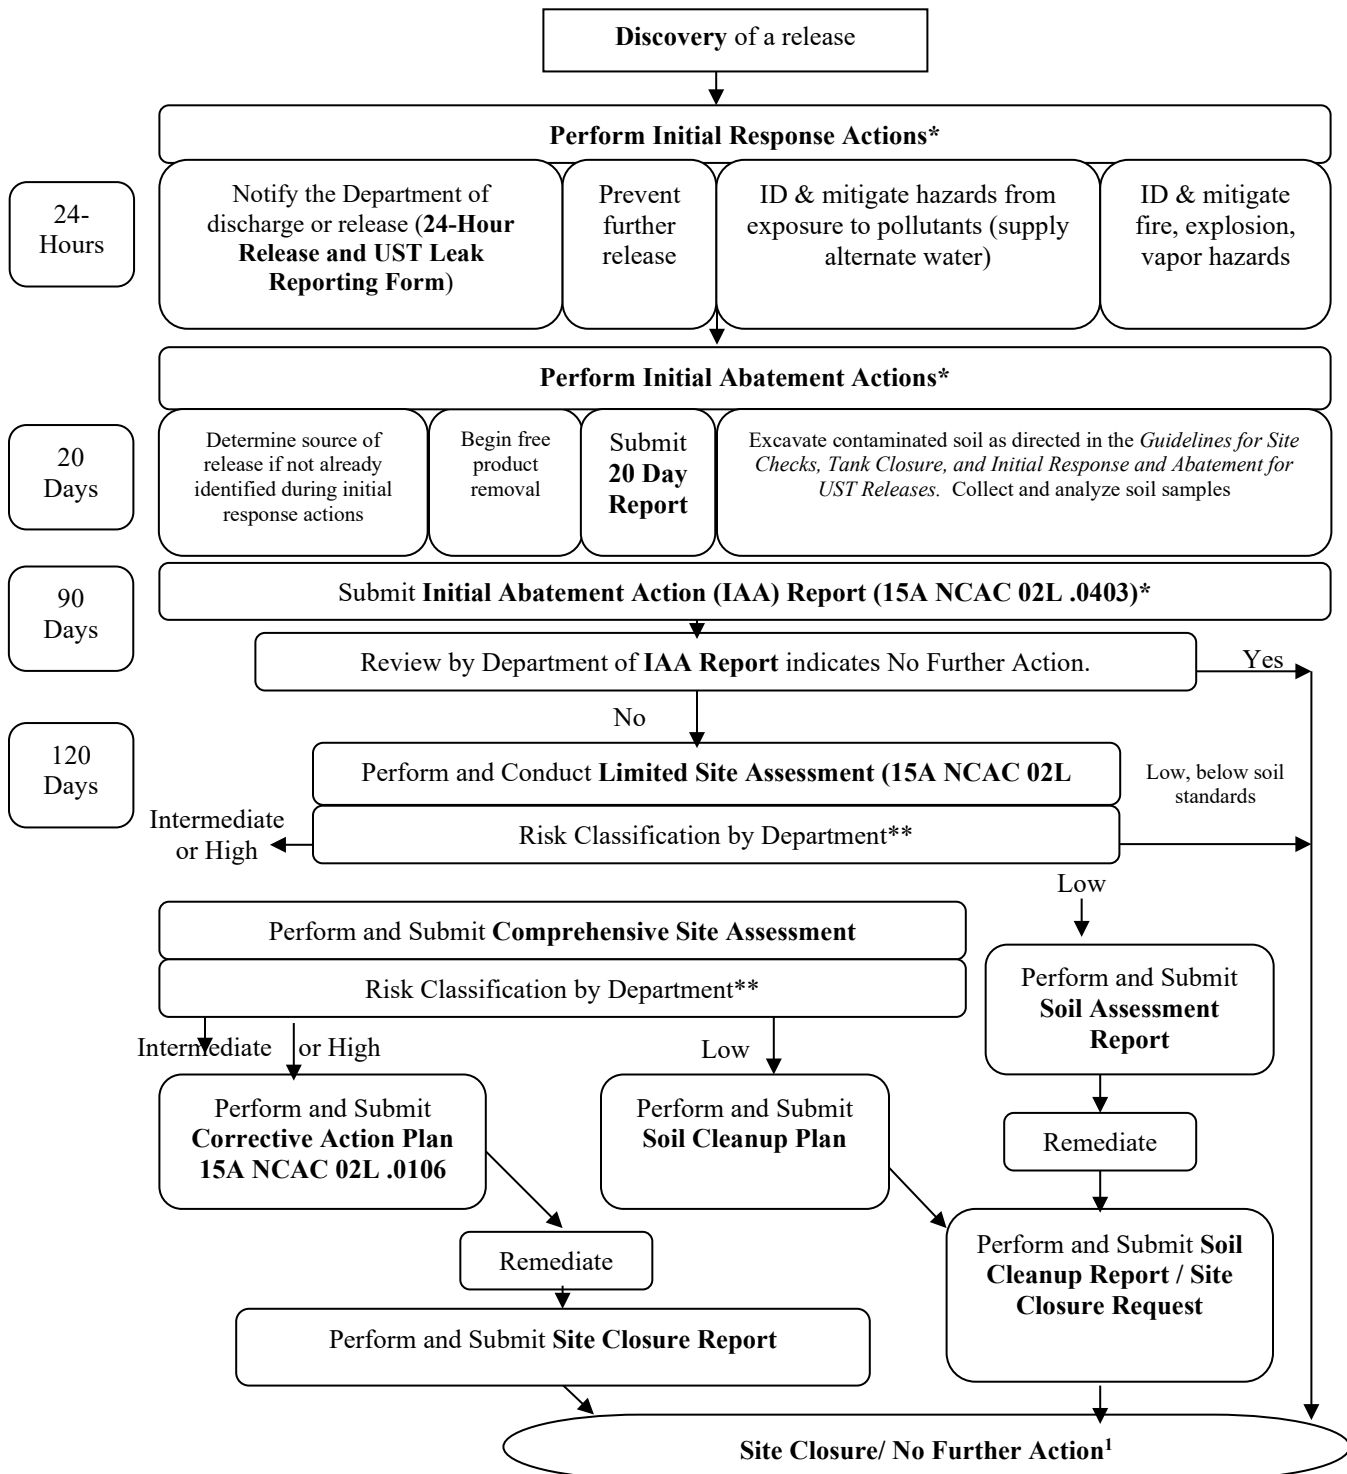 Discovery of a release
Perform Initial Response Actions*
24-
Hours
Notify the Department of
discharge or release (24-Hour
Release and UST Leak
Reporting Form)
Prevent
further
release
ID & mitigate hazards from
exposure to pollutants (supply
alternate water)
ID & mitigate
fire, explosion,
vapor hazards
Perform Initial Abatement Actions*
20
Days
Determine source of
release if not already
identified during initial
response actions
Begin free
product
removal
Submit
20 Day
Report
Excavate contaminated soil as directed in the Guidelines for Site
Checks, Tank Closure, and Initial Response and Abatement for
UST Releases. Collect and analyze soil samples
90
Days
Submit Initial Abatement Action (IAA) Report (15A NCAC 02L .0403)*
Review by Department of IAA Report indicates No Further Action.
Yes
No
120
Days
Perform and Conduct Limited Site Assessment (15A NCAC 02L
Low, below soil
standards
Intermediate
or High
Risk Classification by Department**
Low
Perform and Submit Comprehensive Site Assessment
Risk Classification by Department**
Perform and Submit
Soil Assessment
Report
Intermediate or High
Low
Perform and Submit
Corrective Action Plan
15A NCAC 02L .0106
Perform and Submit
Soil Cleanup Plan
Remediate
Remediate
Perform and Submit Soil
Cleanup Report / Site
Closure Request
Perform and Submit Site Closure Report
Site Closure/ No Further Action¹